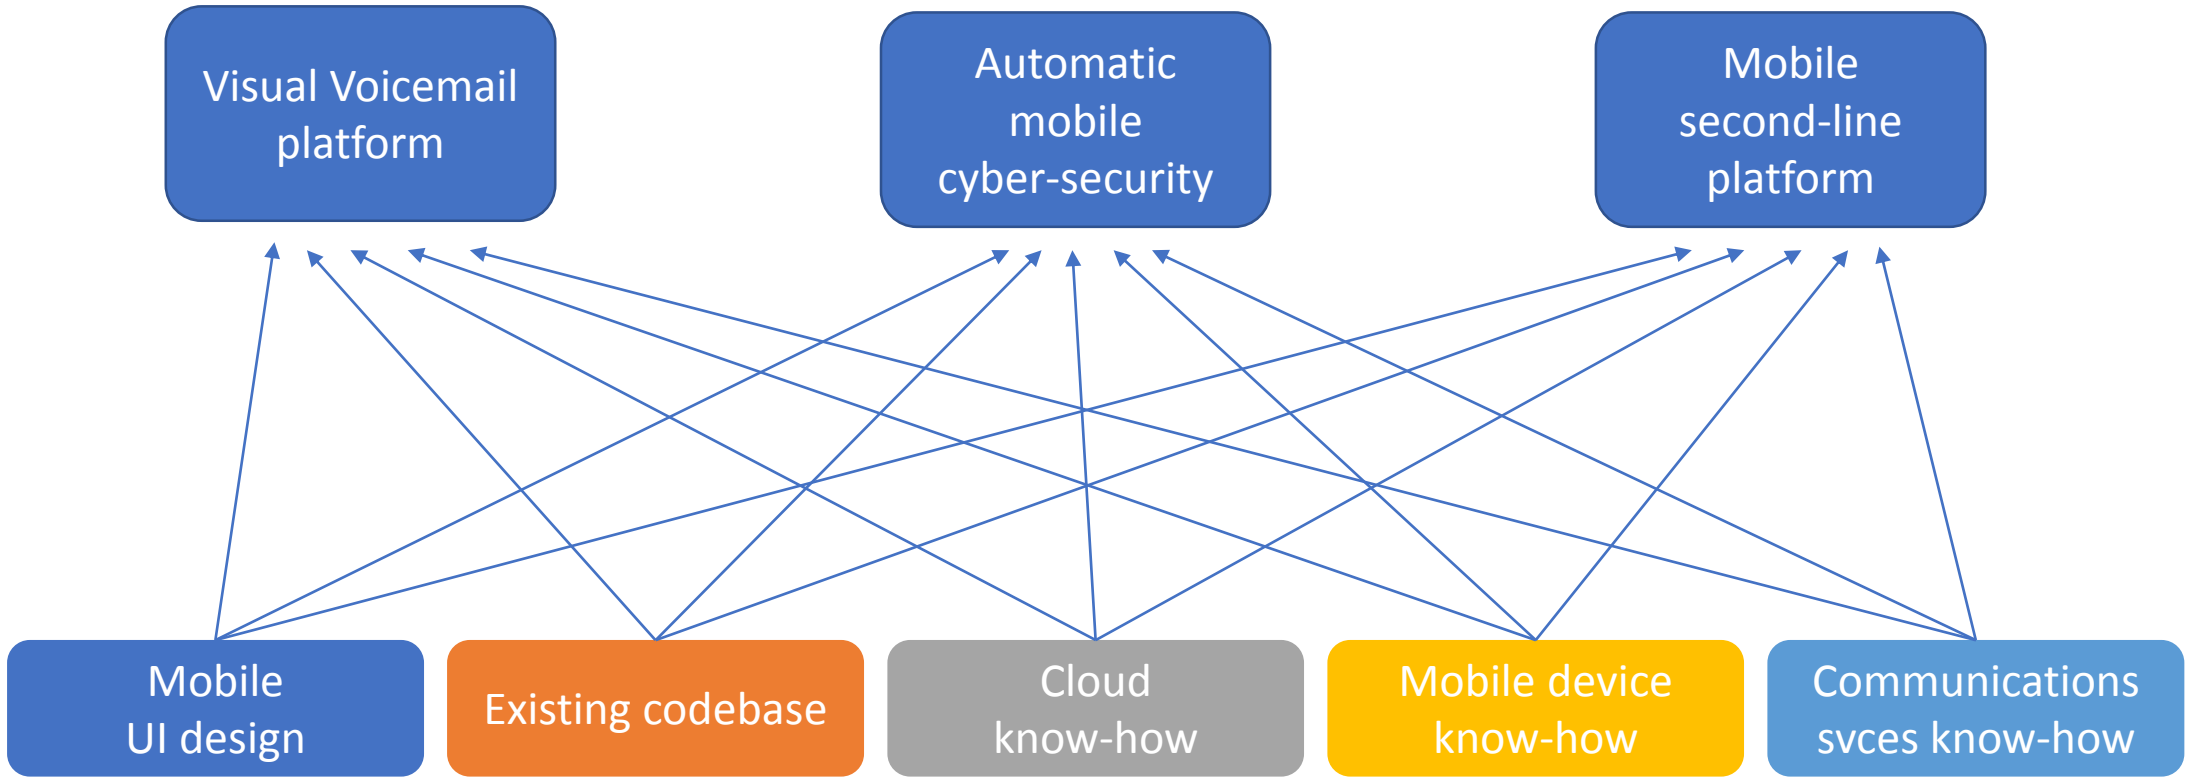 Visual Voicemail
platform
Automatic
mobile
cyber-security
Mobile
second-line
platform
Mobile
UI design
Existing codebase
Cloud
know-how
Mobile device
know-how
Communications
svces know-how